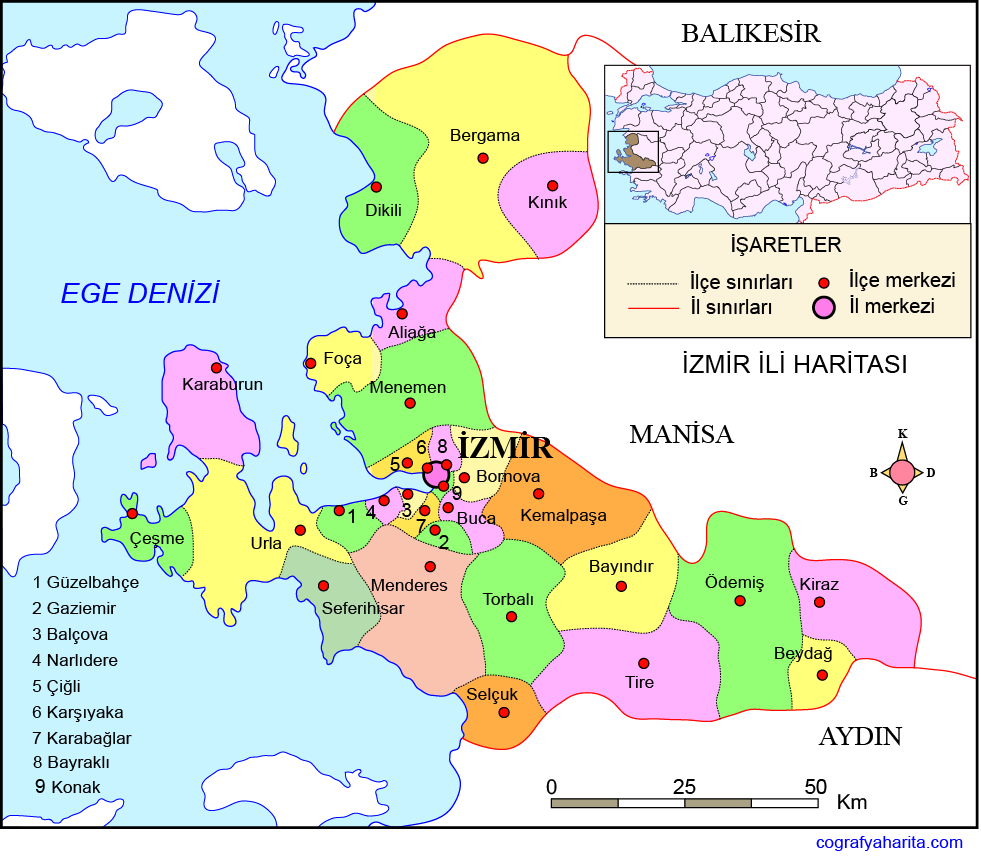 BALIKESİR
Bergama
Dikili
Kınık
İŞARETLER
İlçe sınırları
İlçe merkezi
İl sınırları
İl merkezi
EGE DENİZİ
Aliağa
Foça
İZMİR İLİ HARİTASI
Karaburun
Menemen
MANİSA
K
B
D
G
6
8
İZMİR
5
Bornova
9
4
3
1
7
Buca
2
Kemalpaşa
Çeşme
Urla
Menderes
Seferihisar
Torbalı
Bayındır
Ödemiş
Kiraz
Beydağ
Tire
Selçuk
1 Güzelbahçe
2 Gaziemir
3 Balçova
4 Narlıdere
5 Çiğli
6 Karşıyaka
7 Karabağlar
8 Bayraklı
9 Konak
AYDIN
0 25 50
Km
cografyaharita.com